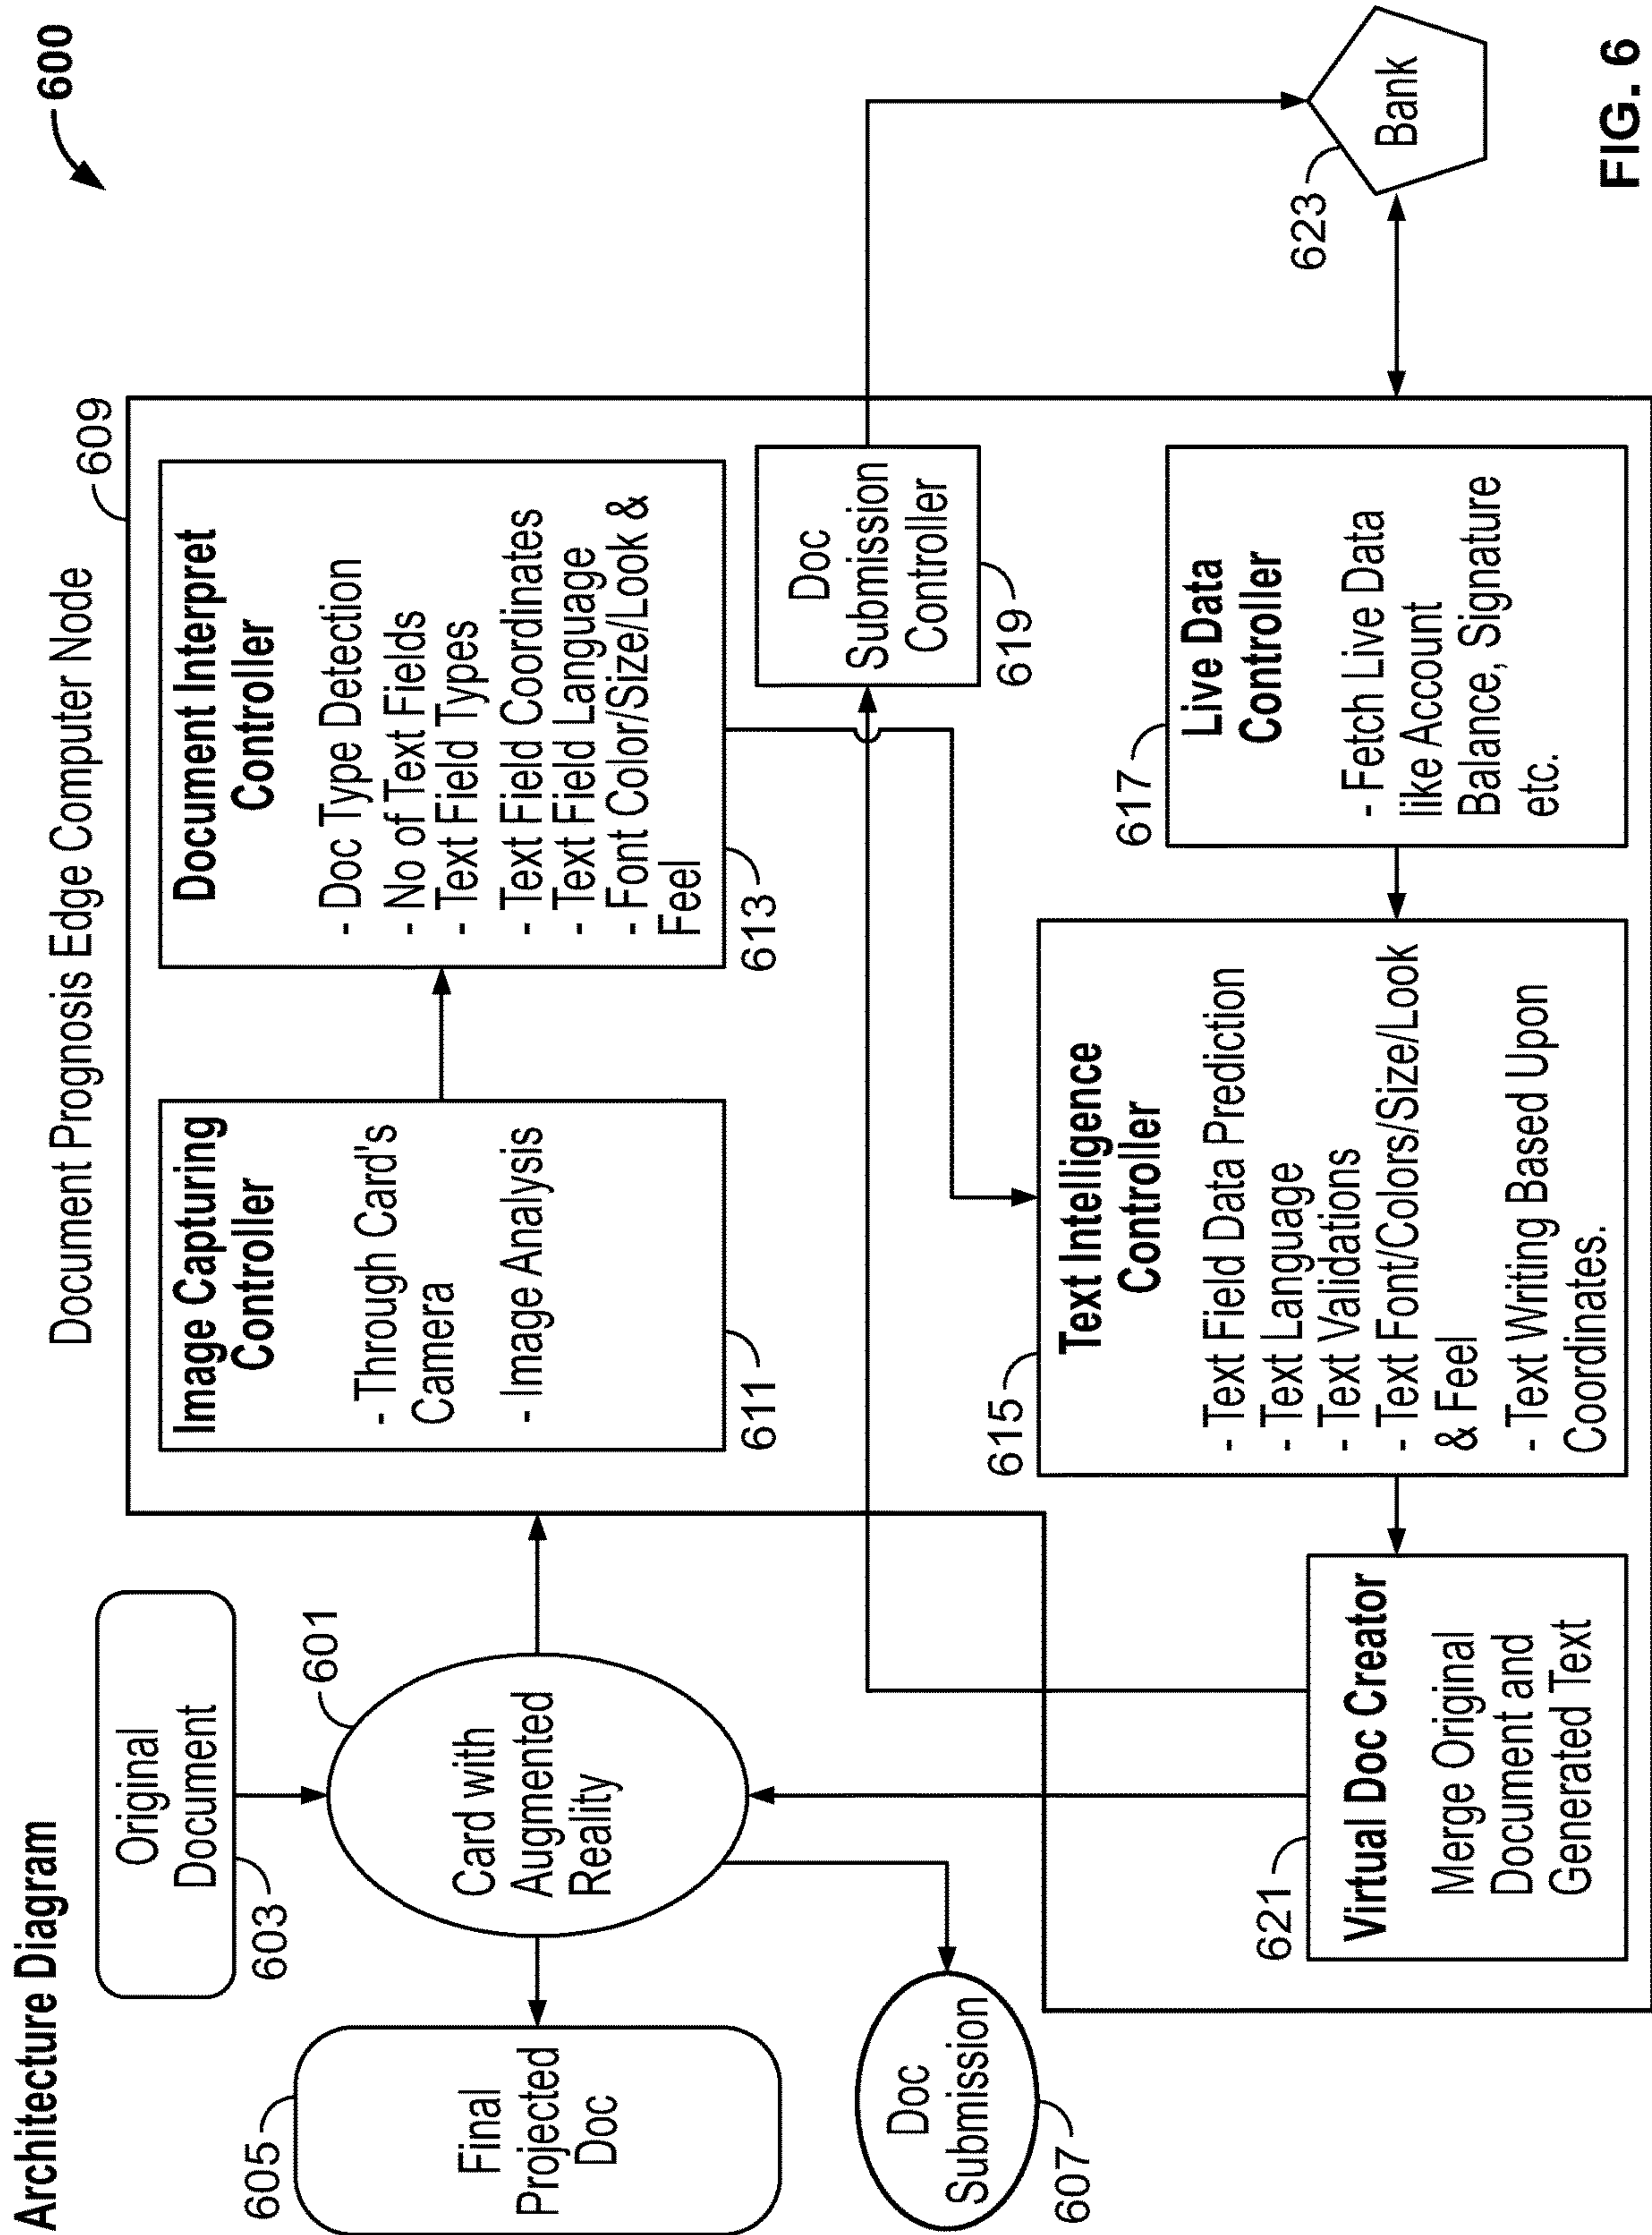 Architecture Diagram
600
Original
Document
603
Card with
Augmented
Reality
601
Final
Projected
Doc
605
Doc
Submission
607
Document Prognosis Edge Computer Node
609
Image Capturing
Controller
- Through Card's
Camera
- Image Analysis
611
Document Interpret
Controller
- Doc Type Detection
- No of Text Fields
- Text Field Types
- Text Field Coordinates
- Text Field Language
- Font Color/Size/Look &
Feel
613
Doc
Submission
Controller
619
Virtual Doc Creator
Merge Original
Document and
Generated Text
621
Text Intelligence
Controller
- Text Field Data Prediction
- Text Language
- Text Validations
- Text Font/Colors/Size/Look
& Feel
- Text Writing Based Upon
Coordinates.
615
Live Data
Controller
- Fetch Live Data
like Account
Balance, Signature
etc.
617
Bank
623
FIG. 6